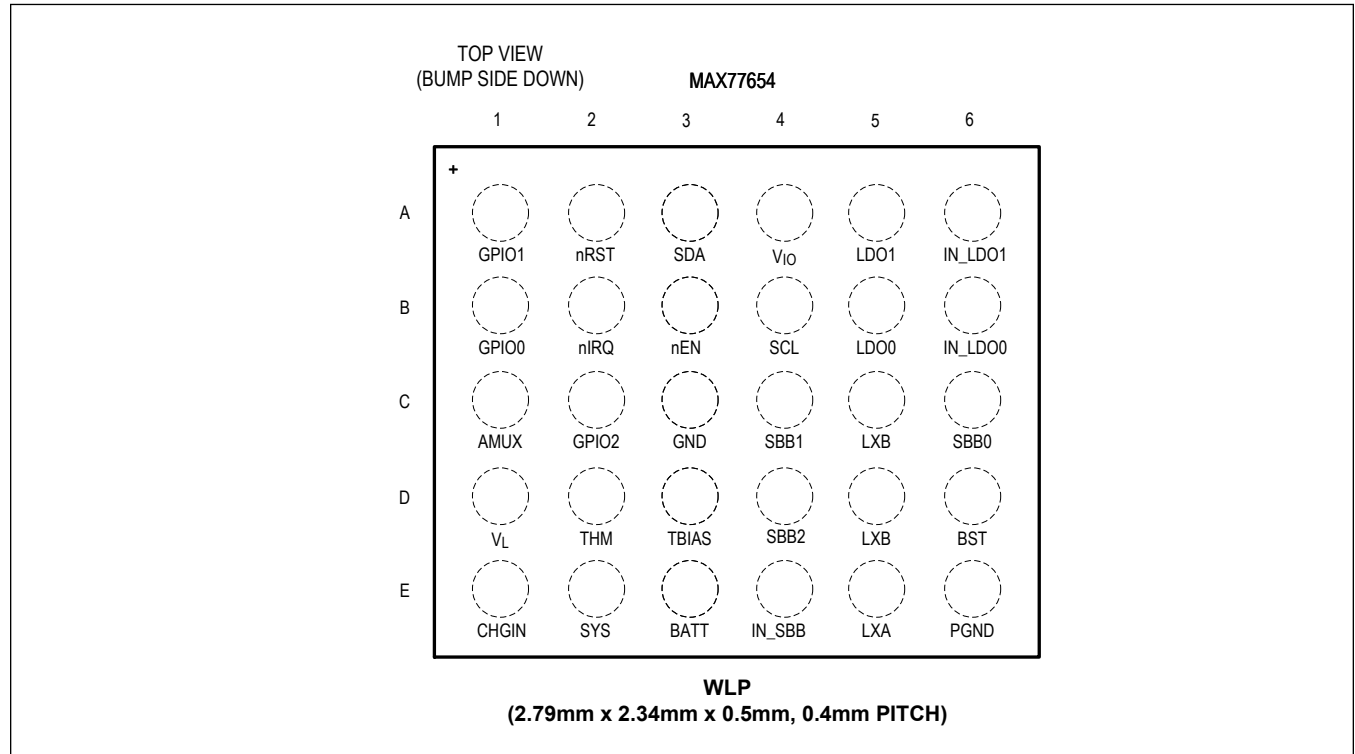 TOP VIEW
(BUMP SIDE DOWN)
MAX77654
1 2 3 4 5 6
+
A
GPIO1 nRST SDA VIO LDO1 IN_LDO1
B
GPIO0 nIRQ nEN SCL LDO0 IN_LDO0
C
AMUX GPIO2 GND SBB1 LXB SBB0
D
VL THM TBIAS SBB2 LXB BST
E
CHGIN SYS BATT IN_SBB LXA PGND
WLP
(2.79mm x 2.34mm x 0.5mm, 0.4mm PITCH)